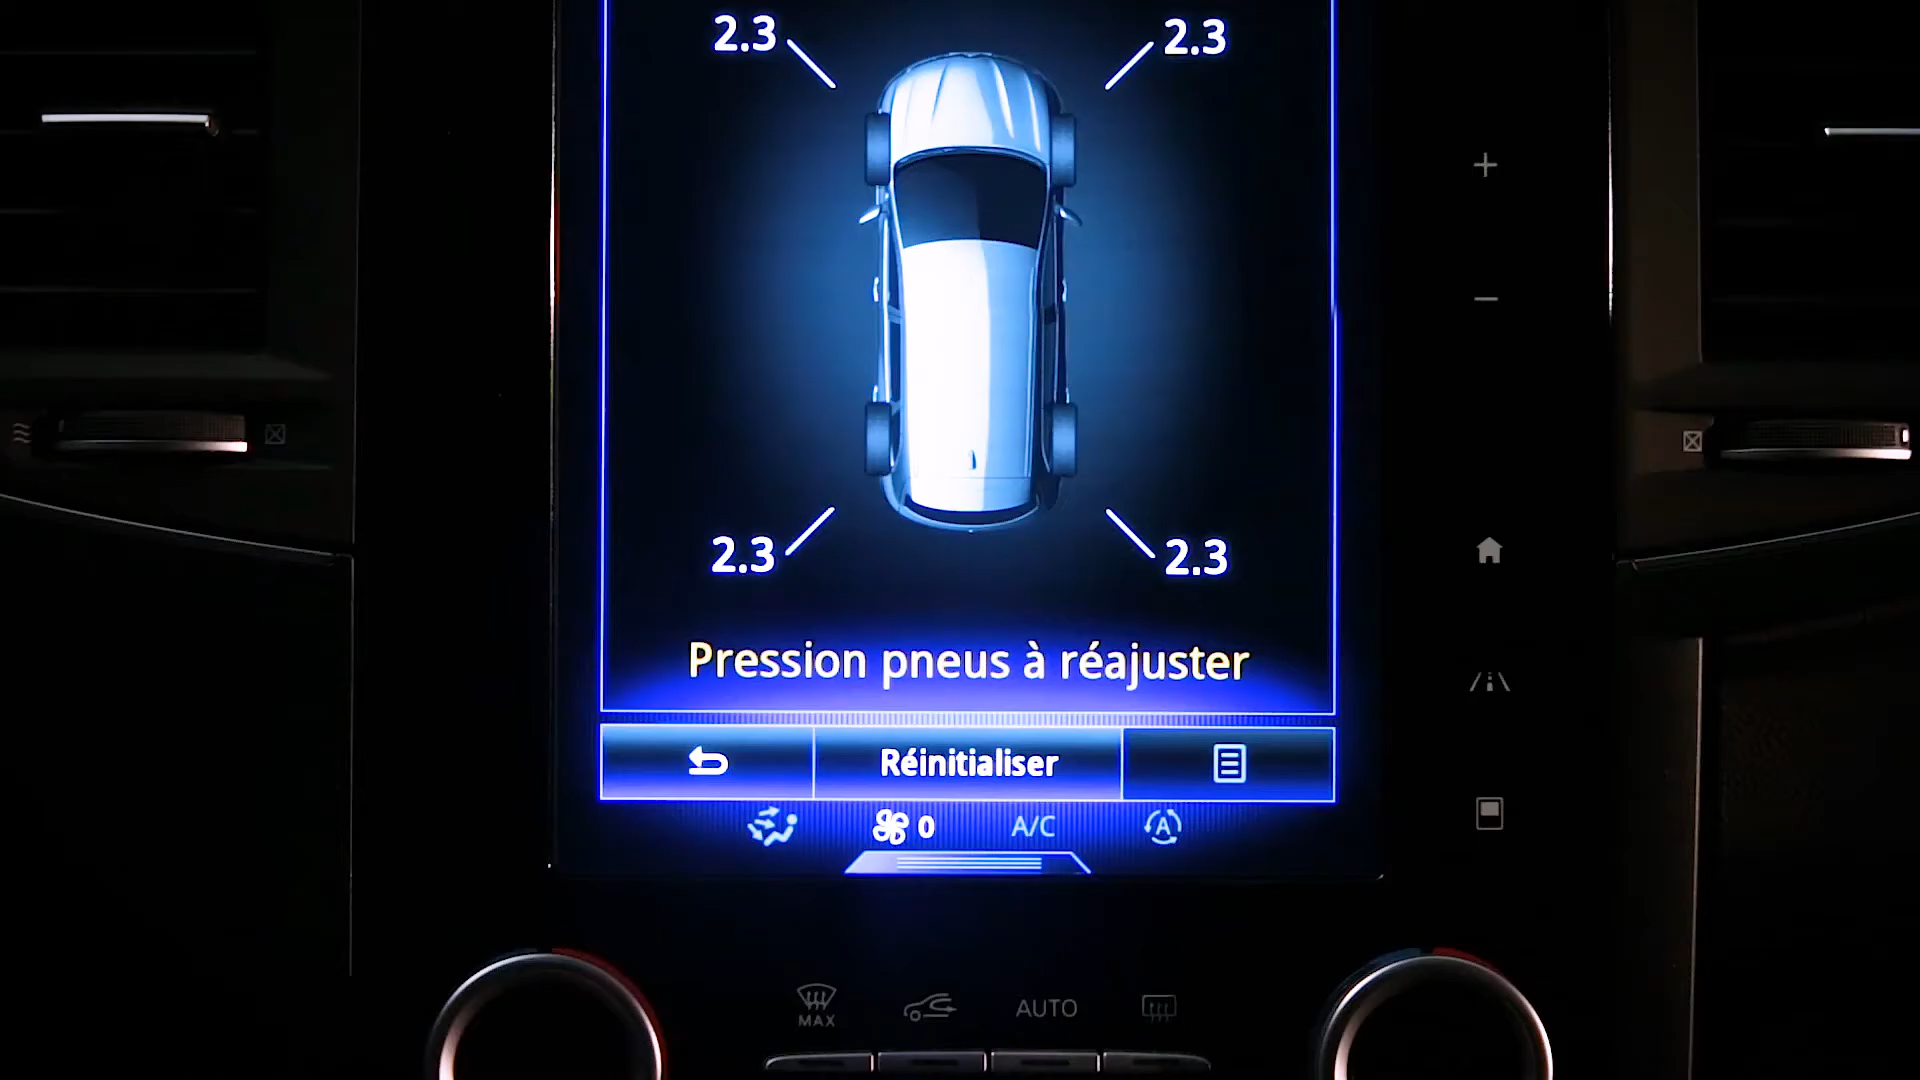 2.3 2.3
2.3 2.3
Pression pneus à réajuster
Réinitialiser
0 A/C A
MAX AUTO